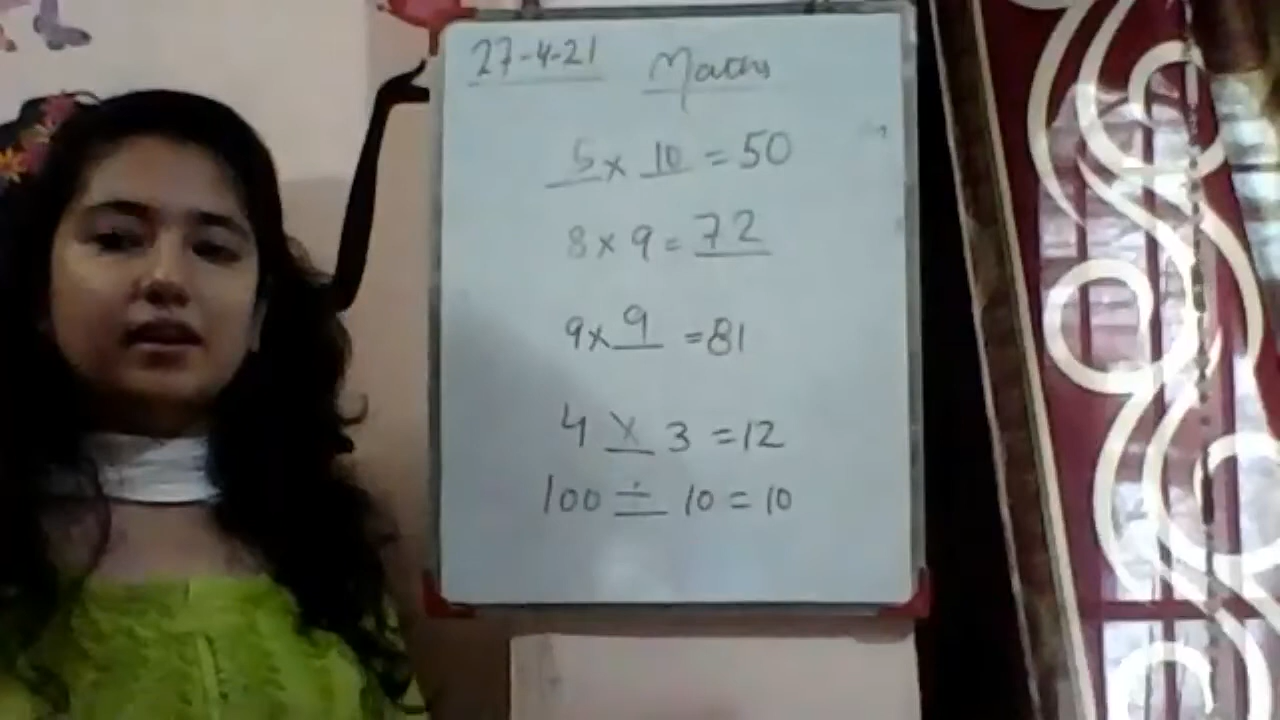 27-4-21 Maths
5 × 10 = 50
8 × 9 = 72
9 × 9 = 81
4 × 3 = 12
100 ÷ 10 = 10